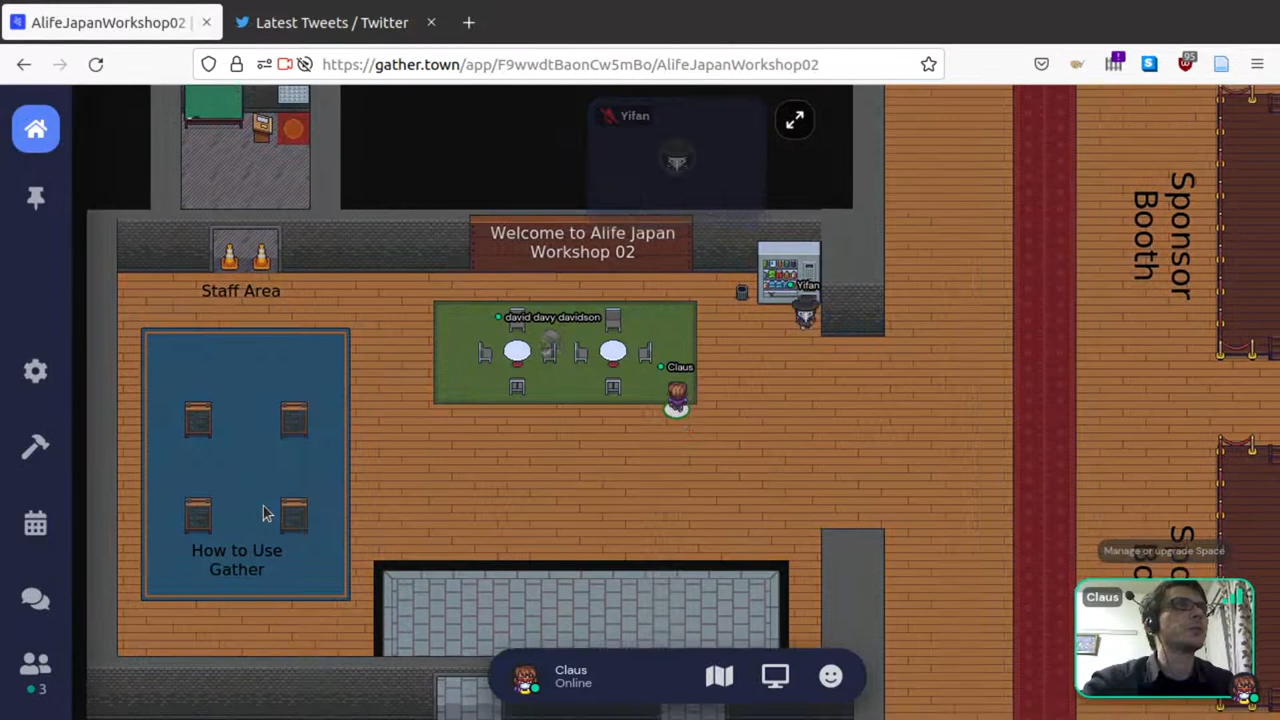 AlifeJapanWorkshop02 |
Latest Tweets / Twitter
https://gather.town/app/F9wwdtBaonCw5mBo/AlifeJapanWorkshop02
95
Yifan
Welcome to Alife Japan
Workshop 02
Staff Area
Yifan
david davy davidson
Claus
Sponsor
Booth
How to Use
Gather
Manage or upgrade Space
Claus
Claus
Online
3